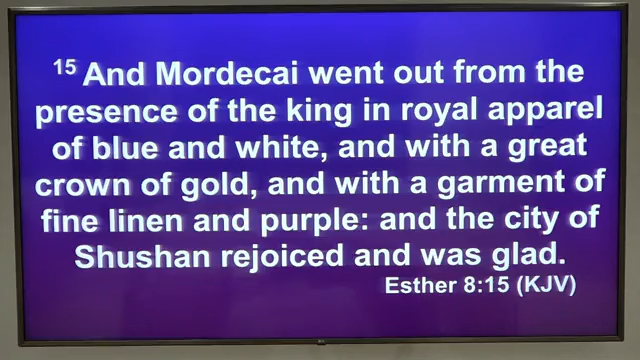 15 And Mordecai went out from the
presence of the king in royal apparel
of blue and white, and with a great
crown of gold, and with a garment of
fine linen and purple: and the city of
Shushan rejoiced and was glad.
Esther 8:15 (KJV)